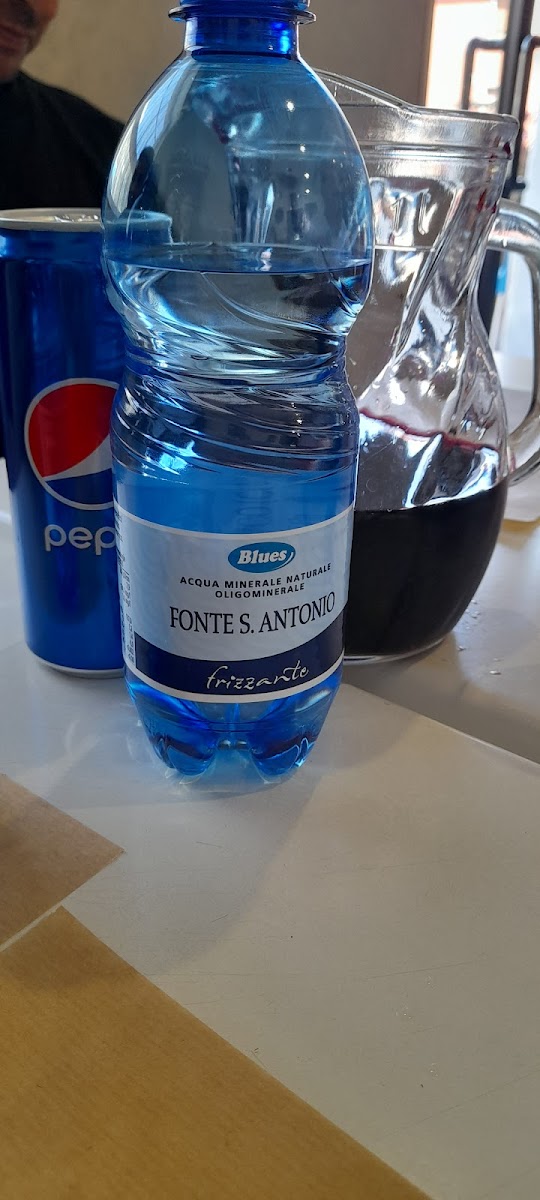 pep
Blues
ACQUA MINERALE NATURALE
OLIGOMINERALE
FONTE S. ANTONIO
frizzante